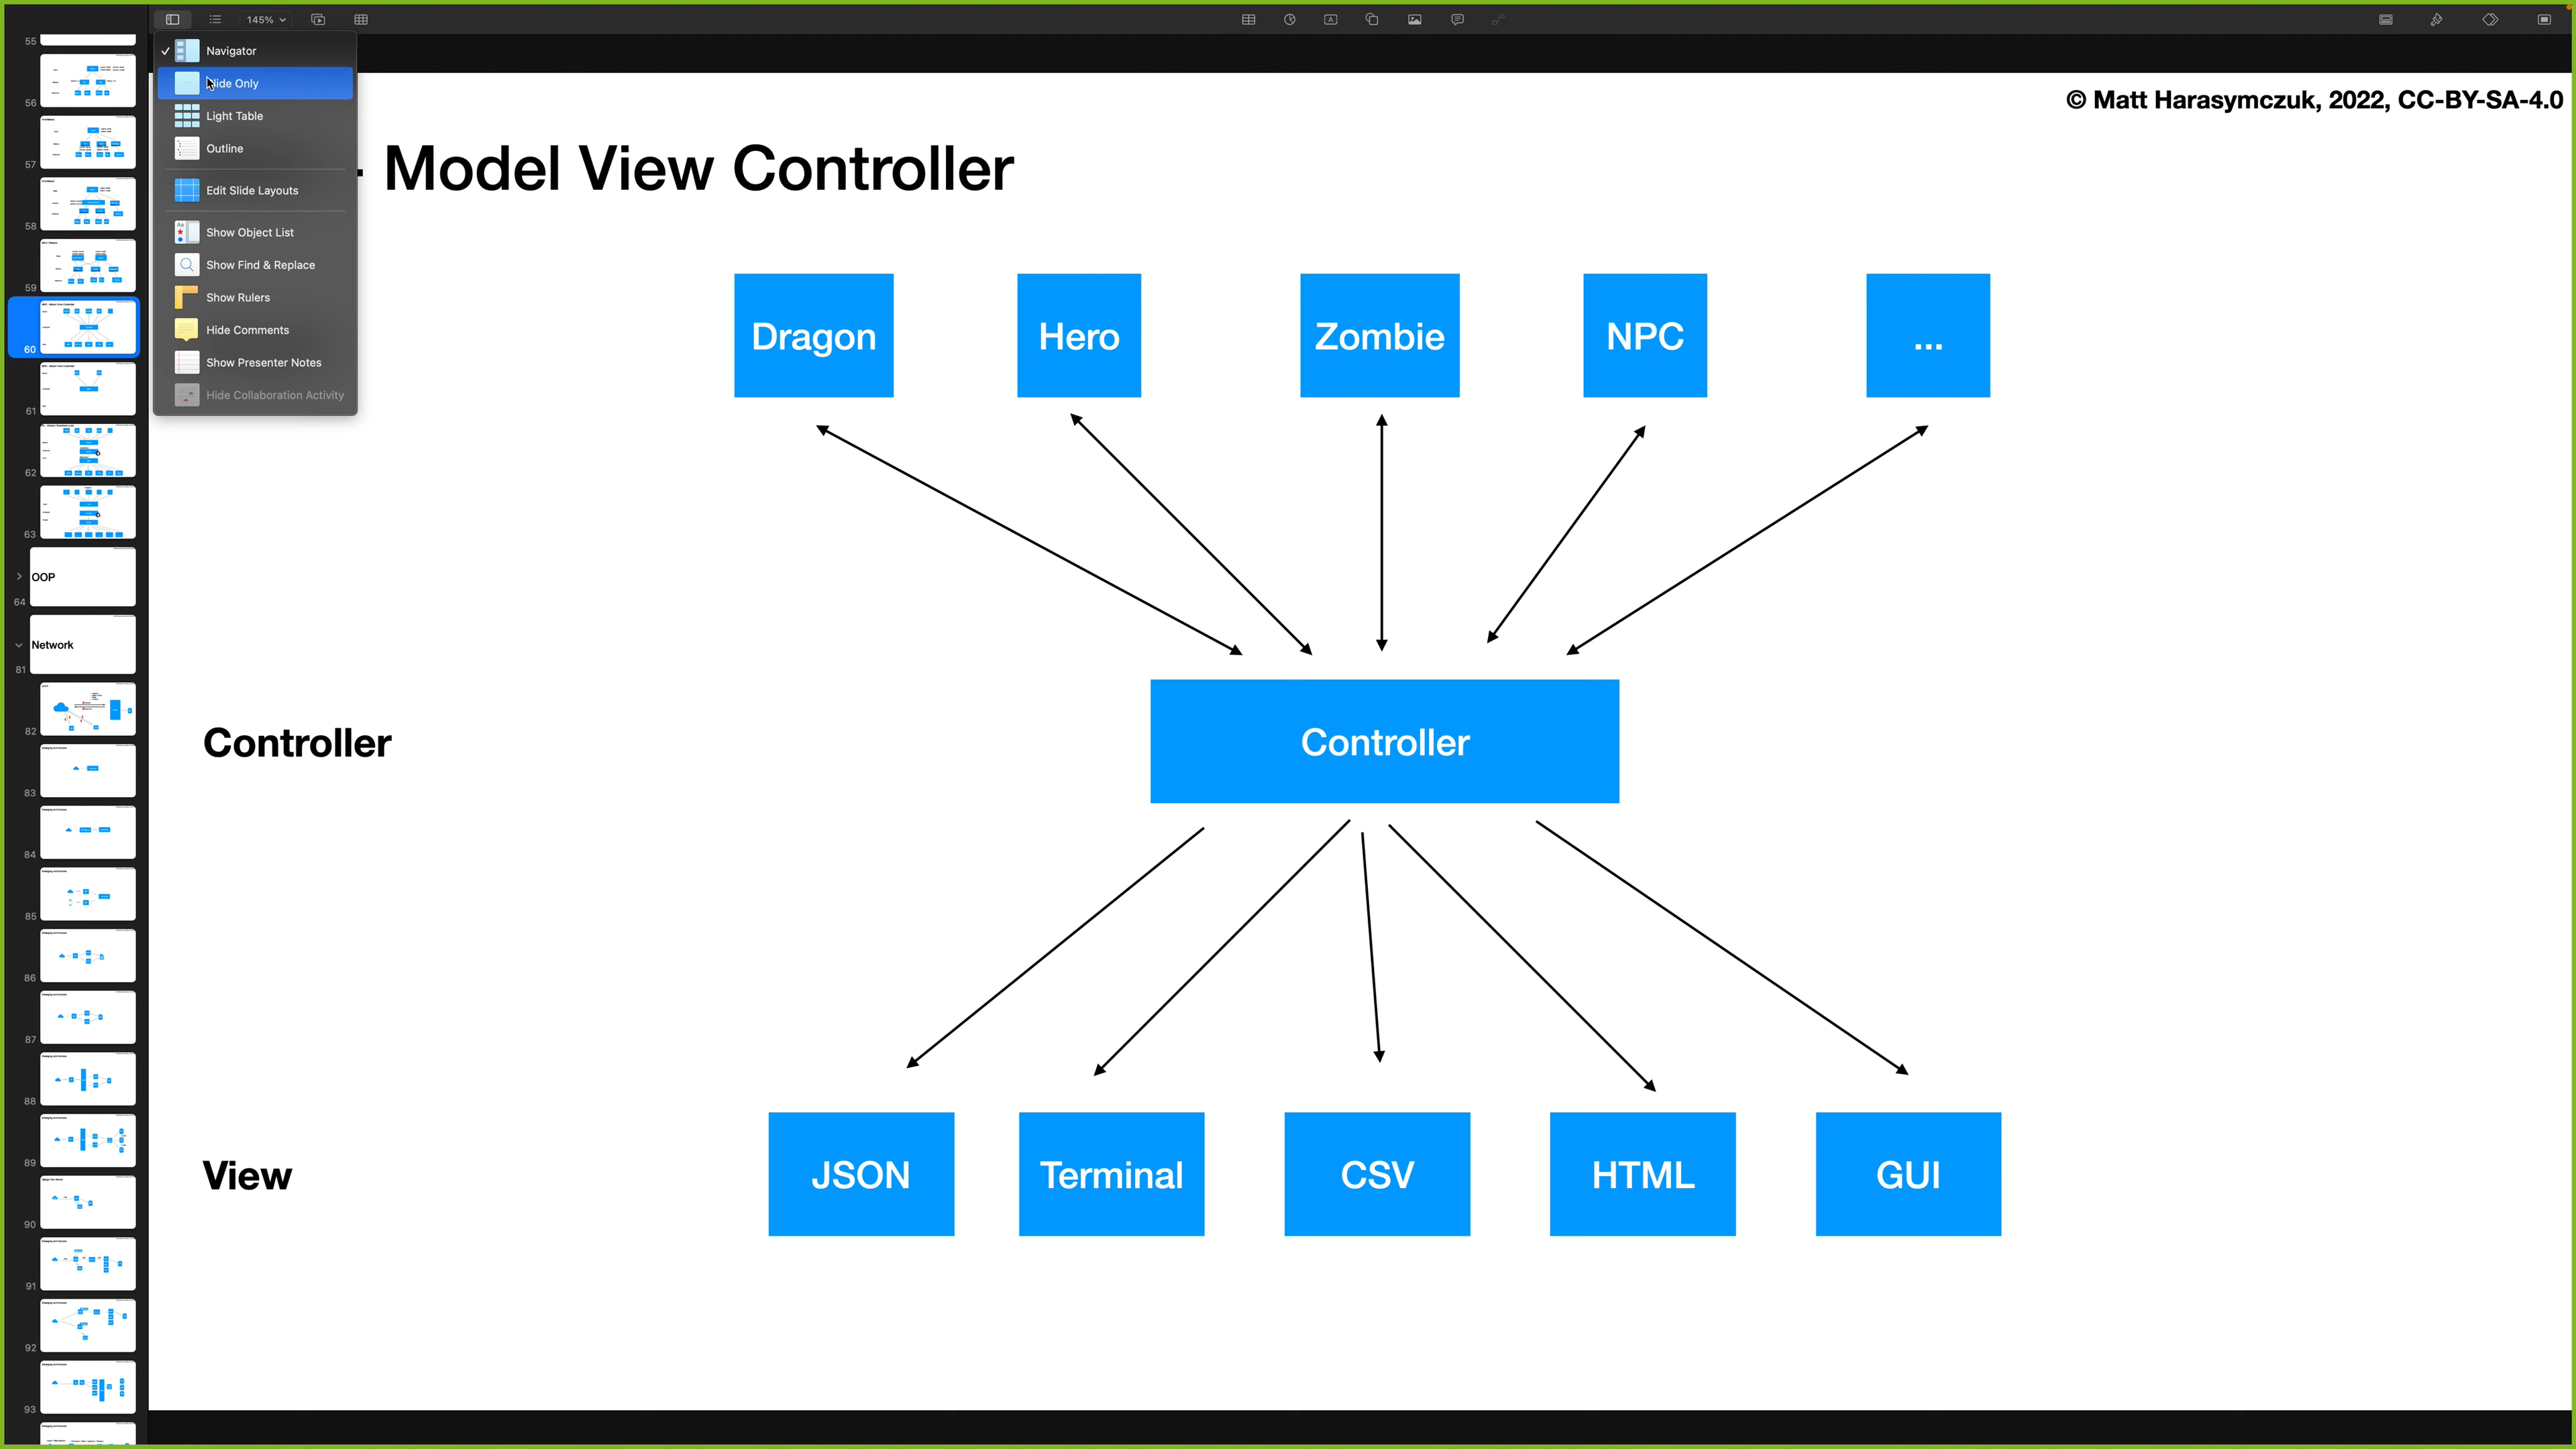 145%
Navigator
Slide Only
Light Table
Outline
Edit Slide Layouts
Show Object List
Show Find & Replace
Show Rulers
Hide Comments
Show Presenter Notes
Hide Collaboration Activity
55
56
57
58
59
60
61
62
63
OOP
64
Network
81
82
83
84
85
86
87
88
89
90
91
92
93
© Matt Harasymczuk, 2022, CC-BY-SA-4.0
- Model View Controller
Dragon
Hero
Zombie
NPC
...
Controller
Controller
View
JSON
Terminal
CSV
HTML
GUI